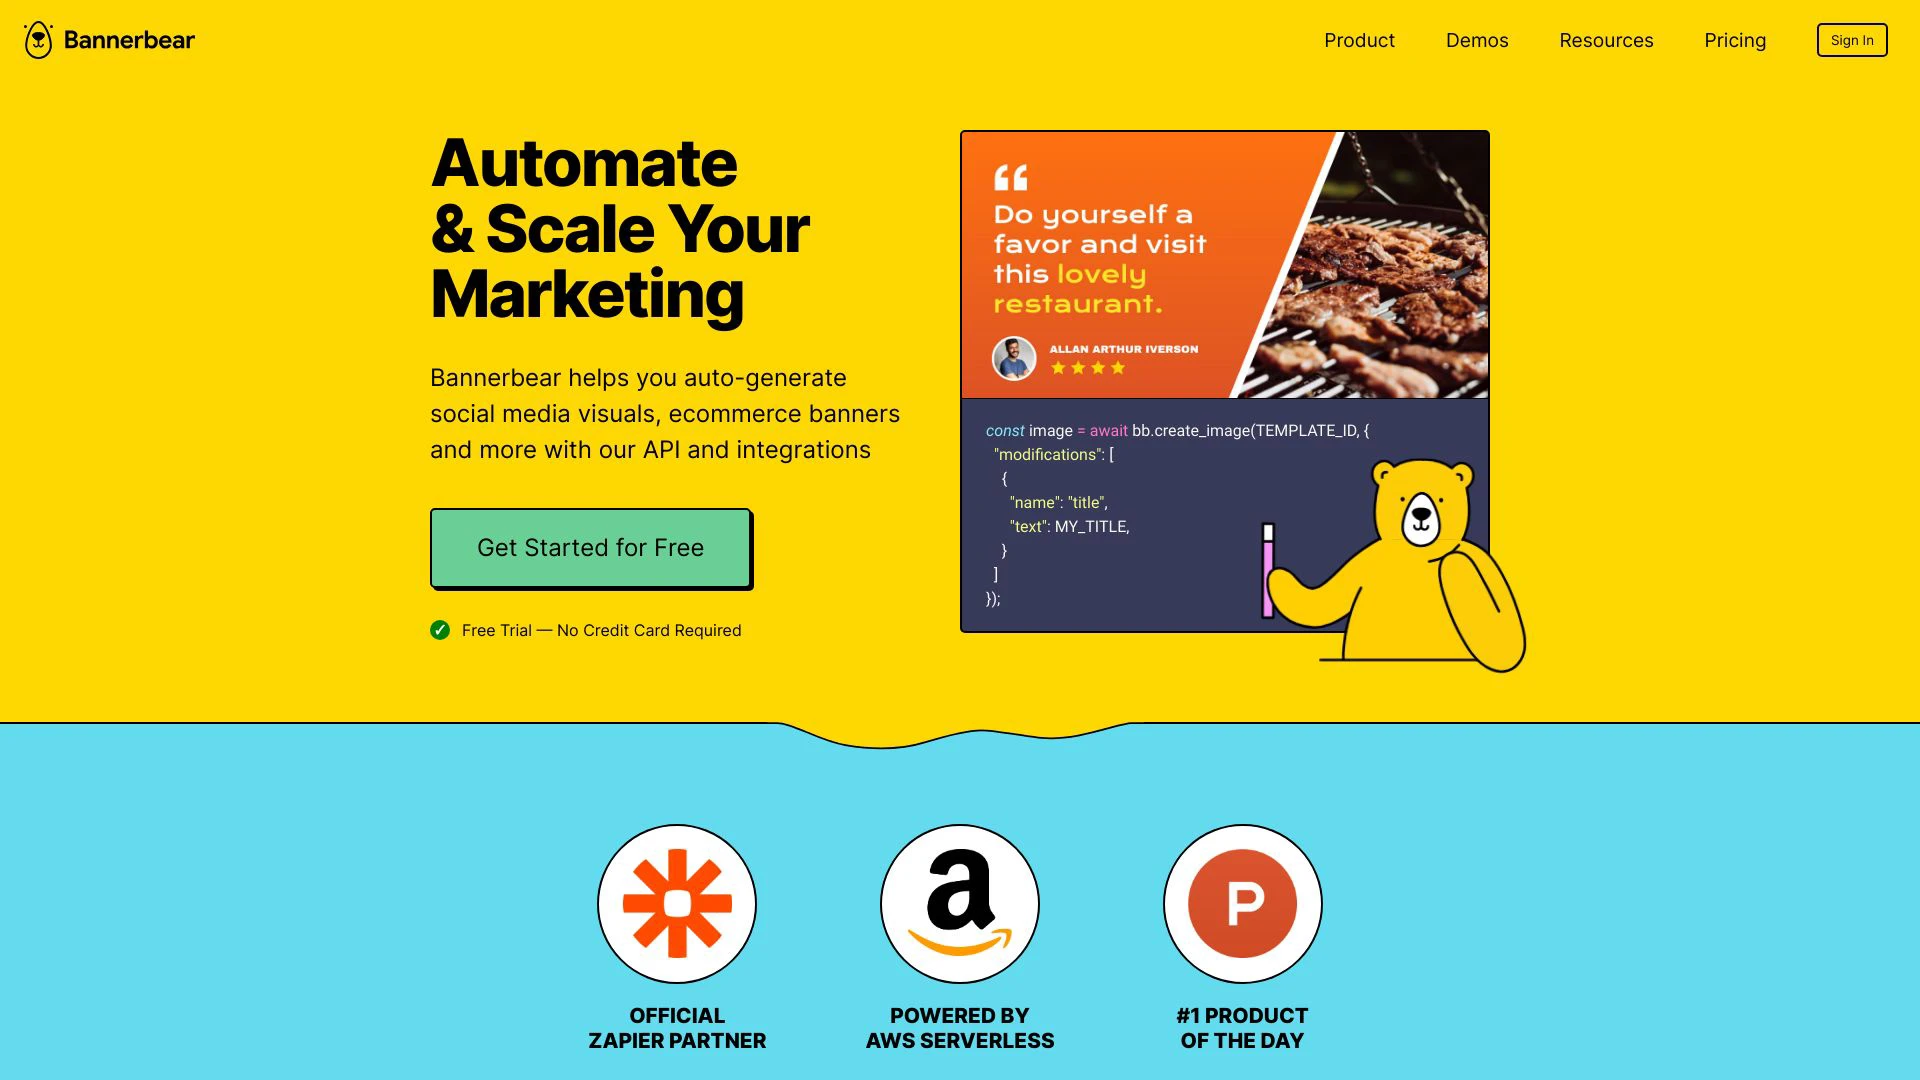 Bannerbear
Product
Demos
Resources
Pricing
Sign In
Automate
& Scale Your
Marketing
Bannerbear helps you auto-generate
social media visuals, ecommerce banners
and more with our API and integrations
Get Started for Free
Free Trial — No Credit Card Required
“
Do yourself a
favor and visit
this lovely
restaurant.
ALLAN ARTHUR IVERSON
const image = await bb.create_image(TEMPLATE_ID, {
"modifications": [
{
"name": "title",
"text": MY_TITLE,
}
]
});
OFFICIAL
ZAPIER PARTNER
a
POWERED BY
AWS SERVERLESS
P
#1 PRODUCT
OF THE DAY